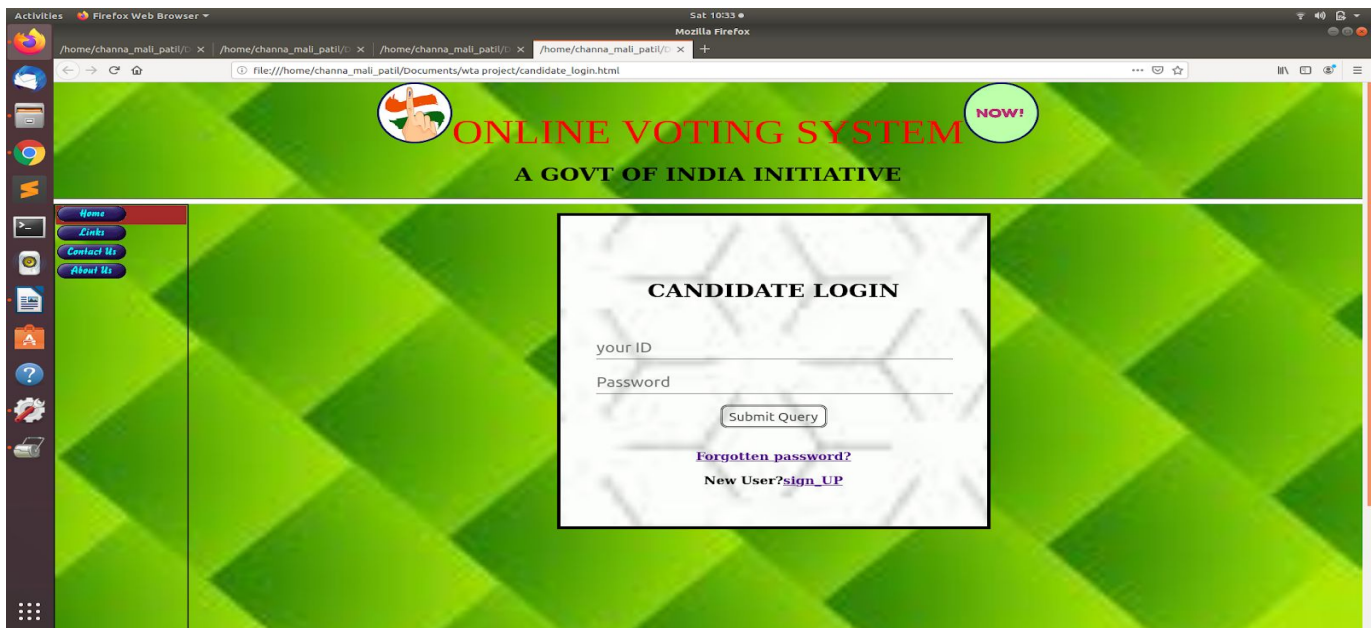 Activities Firefox Web Browser Sat 10:33
Mozilla Firefox
/home/channa_mali_patil/D × /home/channa_mali_patil/D × /home/channa_mali_patil/D × /home/channa_mali_patil/D × +
file:///home/channa_mali_patil/Documents/wta project/candidate_login.html
ONLINE VOTING SYSTEM NOW!
A GOVT OF INDIA INITIATIVE
Home
Links
Contact Us
About Us
CANDIDATE LOGIN
your ID
Password
Submit Query
Forgotten password?
New User?sign_UP